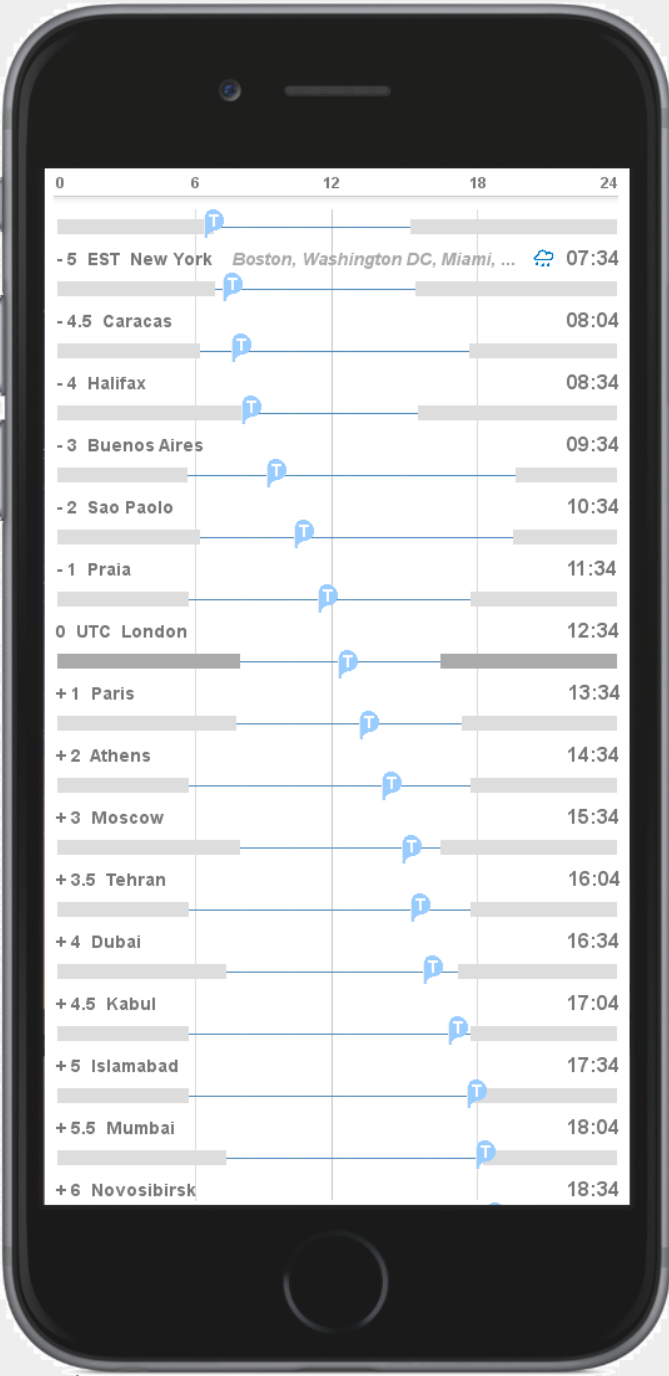 0 6 12 18 24
T
- 5 EST New York Boston, Washington DC, Miami, ... 07:34
T
- 4.5 Caracas 08:04
T
- 4 Halifax 08:34
T
- 3 Buenos Aires 09:34
T
- 2 Sao Paolo 10:34
T
- 1 Praia 11:34
T
0 UTC London 12:34
T
+ 1 Paris 13:34
T
+ 2 Athens 14:34
T
+ 3 Moscow 15:34
T
+ 3.5 Tehran 16:04
T
+ 4 Dubai 16:34
T
+ 4.5 Kabul 17:04
T
+ 5 Islamabad 17:34
T
+ 5.5 Mumbai 18:04
T
+ 6 Novosibirsk 18:34